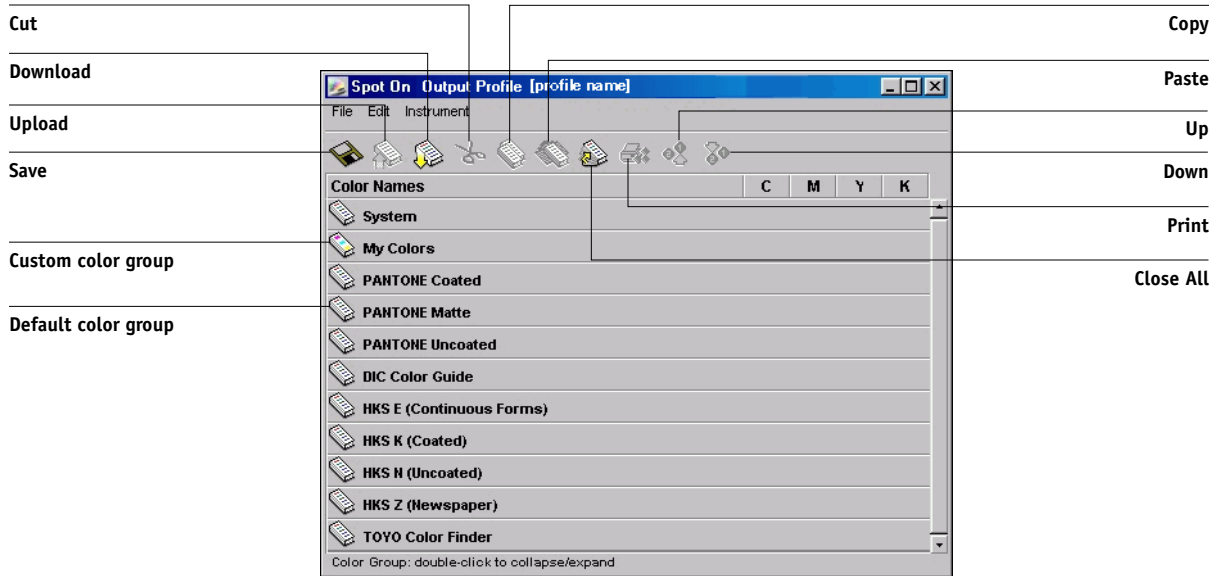 Cut
Download
Upload
Save
Custom color group
Default color group
Spot On Output Profile [profile name]
File Edit Instrument
Color Names C M Y K
System
My Colors
PANTONE Coated
PANTONE Matte
PANTONE Uncoated
DIC Color Guide
HKS E (Continuous Forms)
HKS K (Coated)
HKS N (Uncoated)
HKS Z (Newspaper)
TOYO Color Finder
Color Group: double-click to collapse/expand
Copy
Paste
Up
Down
Print
Close All